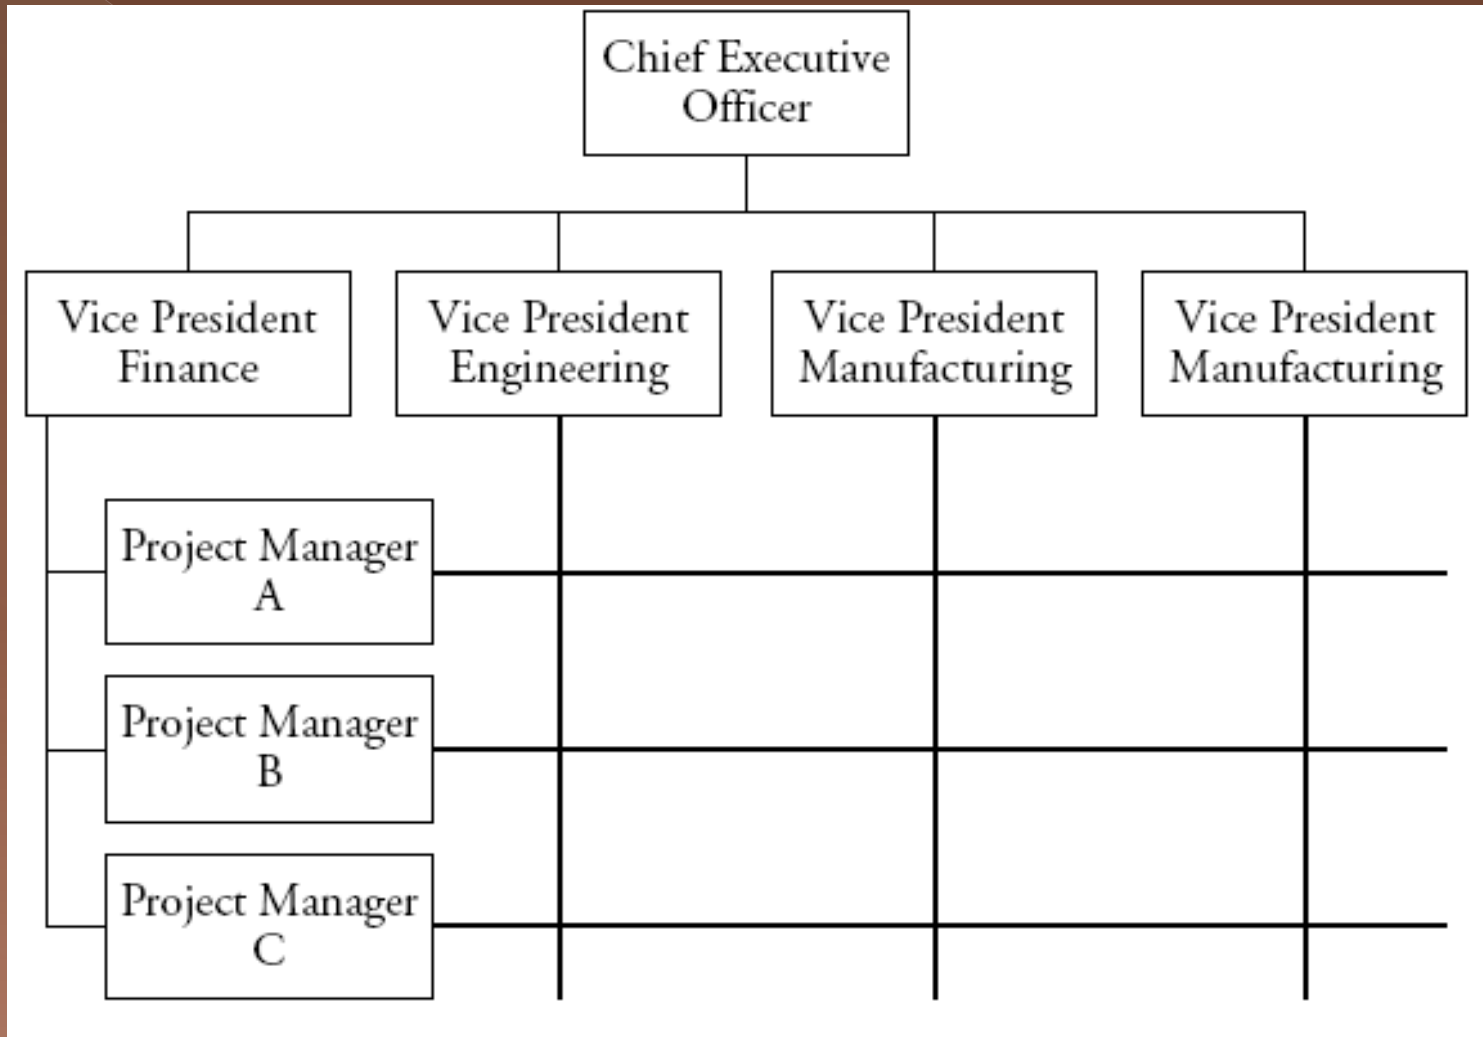 Chief Executive
Officer
Vice President
Finance
Vice President
Engineering
Vice President
Manufacturing
Vice President
Manufacturing
Project Manager
A
Project Manager
B
Project Manager
C